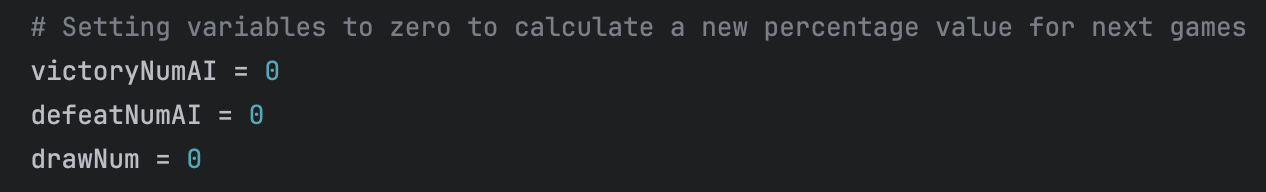 # Setting variables to zero to calculate a new percentage value for next games
victoryNumAI = 0
defeatNumAI = 0
drawNum = 0